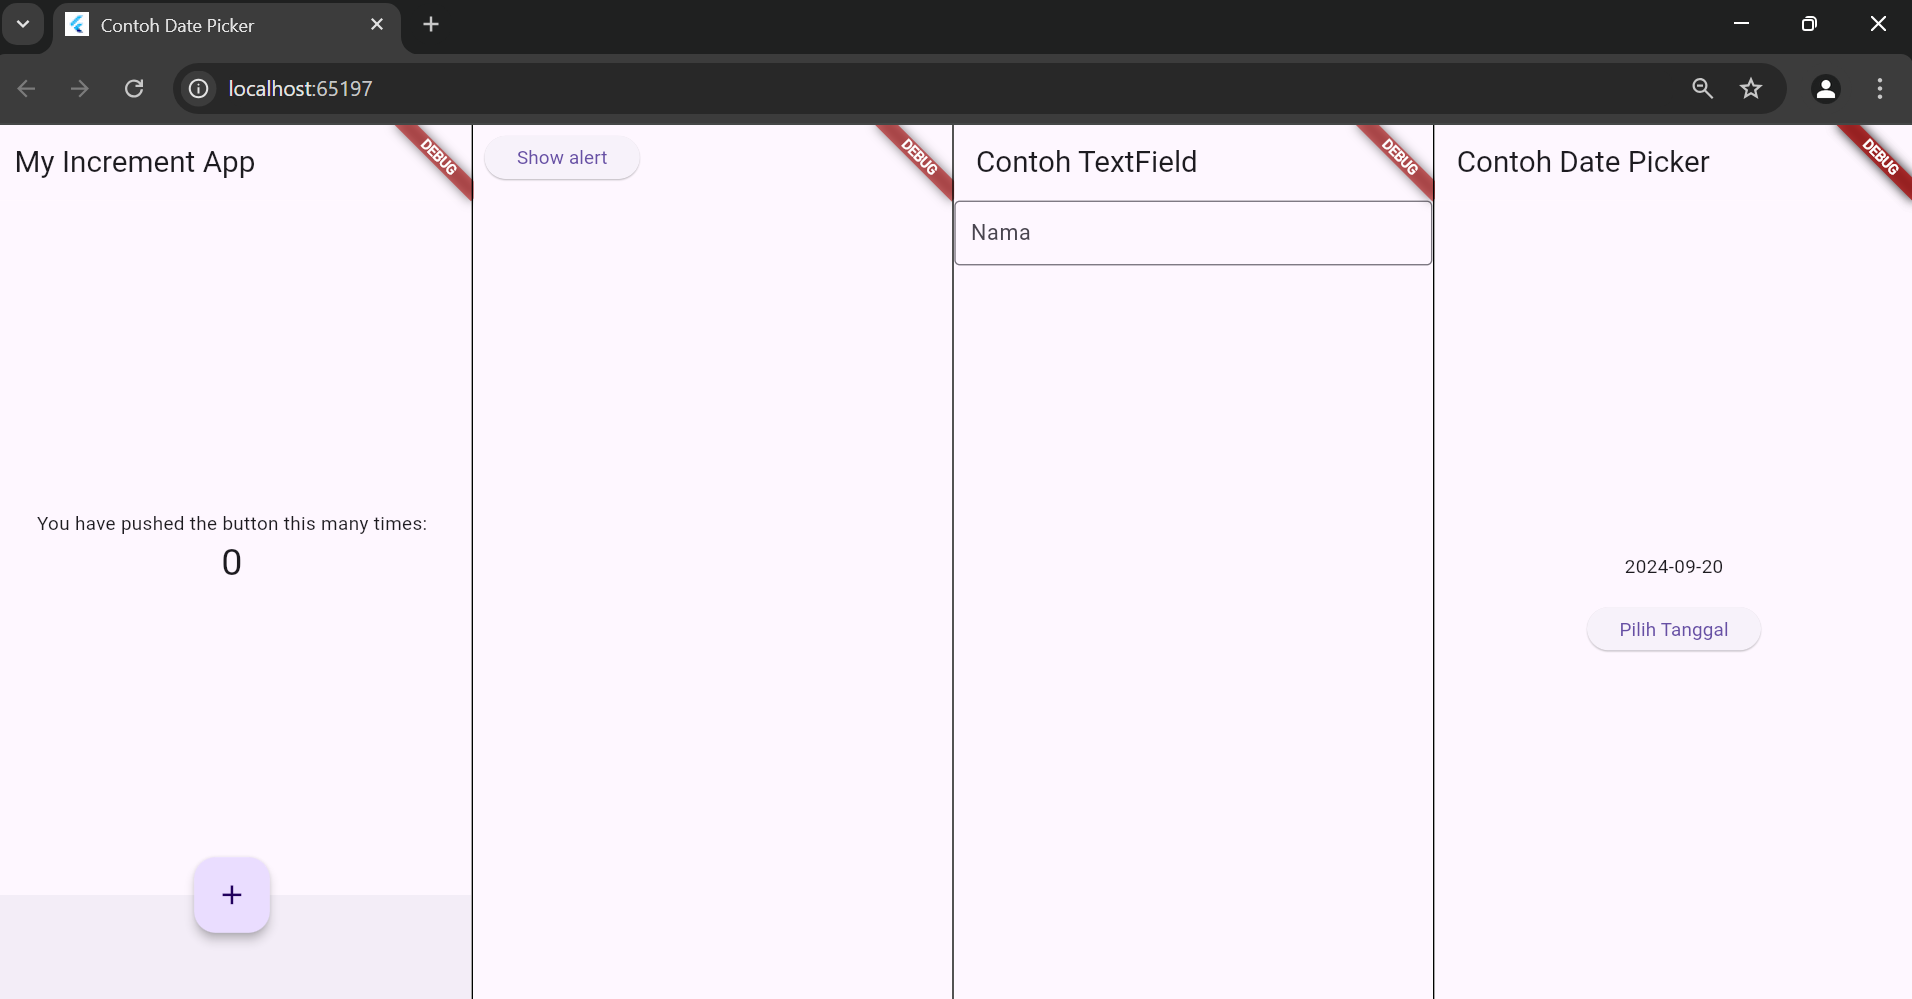 Contoh Date Picker
localhost:65197
My Increment App
DEBUG
You have pushed the button this many times:
0
+
Show alert
DEBUG
Contoh TextField
DEBUG
Nama
Contoh Date Picker
DEBUG
2024-09-20
Pilih Tanggal